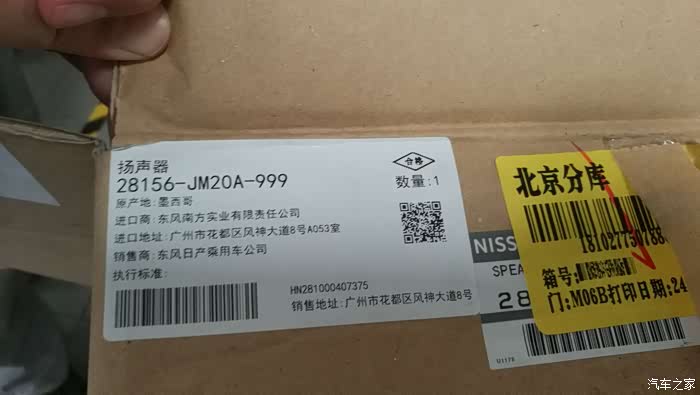 扬声器
28156-JM20A-999
合格
数量:1
原产地:墨西哥
进口商:东风南方实业有限责任公司
进口地址:广州市花都区风神大道8号A053室
销售商:东风日产乘用车公司
执行标准:
HN281000407375
销售地址:广州市花都区风神大道8号
NISS
SPEA
28
U1178
北京分库
181027750788
箱号:
门:M06B打印日期:24
汽车之家